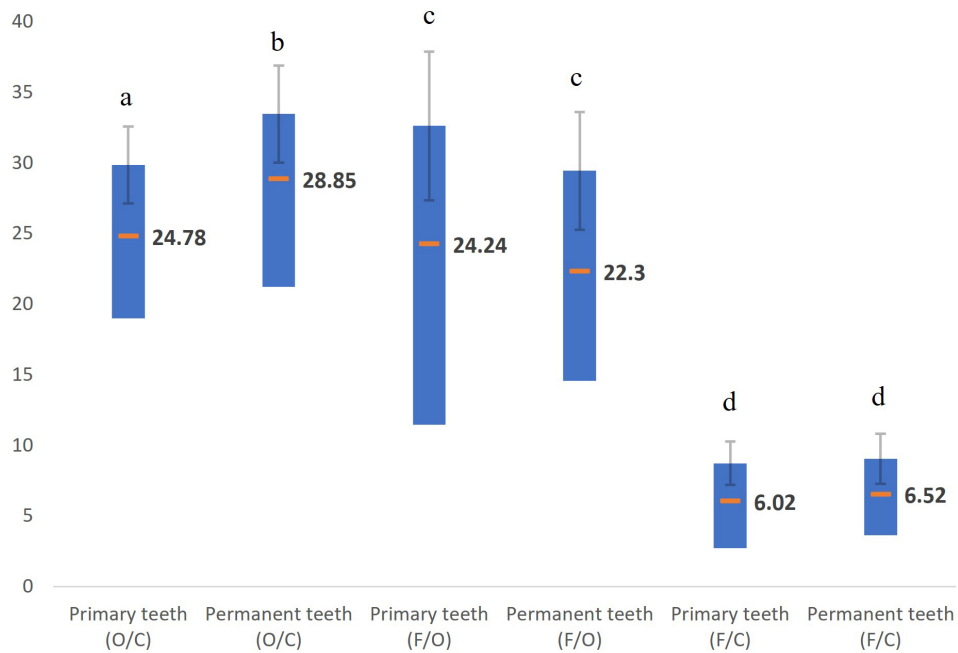 40
35
30
25
20
15
10
5
0
a
b
c
c
d
d
24.78
28.85
24.24
22.3
6.02
6.52
Primary teeth
(O/C)
Permanent teeth
(O/C)
Primary teeth
(F/O)
Permanent teeth
(F/O)
Primary teeth
(F/C)
Permanent teeth
(F/C)